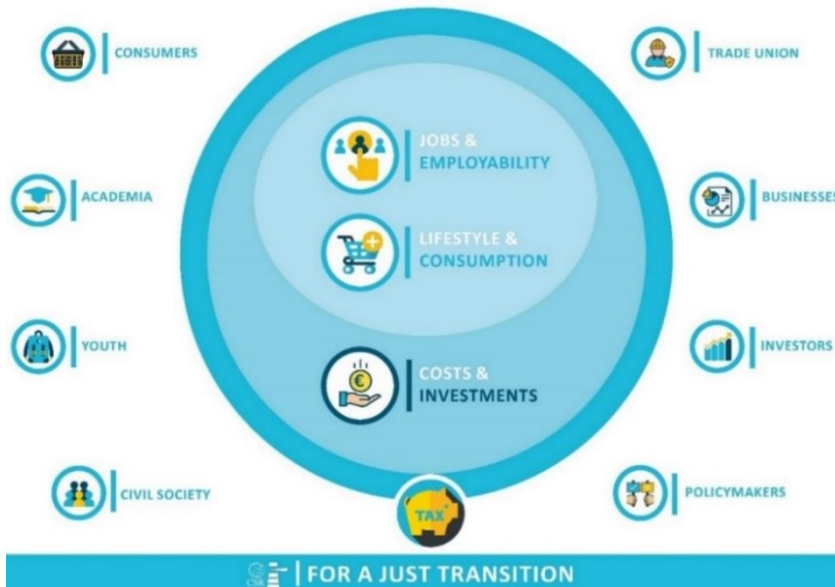 CONSUMERS
TRADE UNION
JOBS &
EMPLOYABILITY
ACADEMIA
BUSINESSES
LIFESTYLE &
CONSUMPTION
YOUTH
INVESTORS
COSTS &
INVESTMENTS
CIVIL SOCIETY
POLICYMAKERS
TAX
FOR A JUST TRANSITION